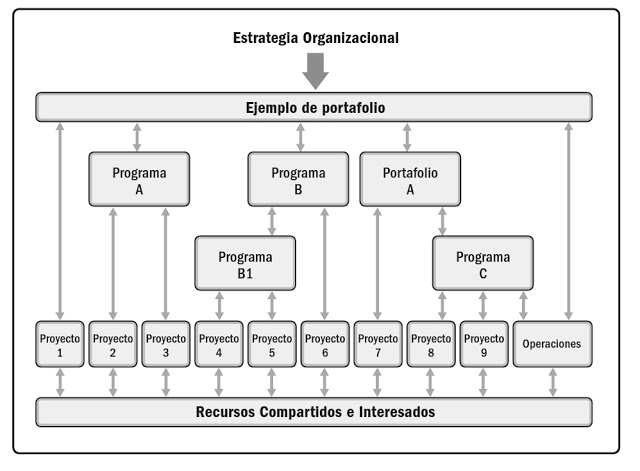 Estrategia Organizacional
Ejemplo de portafolio
Programa
A
Programa
B
Portafolio
A
Programa
B1
Programa
C
Proyecto
1
Proyecto
2
Proyecto
3
Proyecto
4
Proyecto
5
Proyecto
6
Proyecto
7
Proyecto
8
Proyecto
9
Operaciones
Recursos Compartidos e Interesados